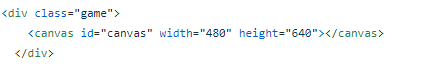 <div class="game">
    <canvas id="canvas" width="480" height="640"></canvas>
  </div>